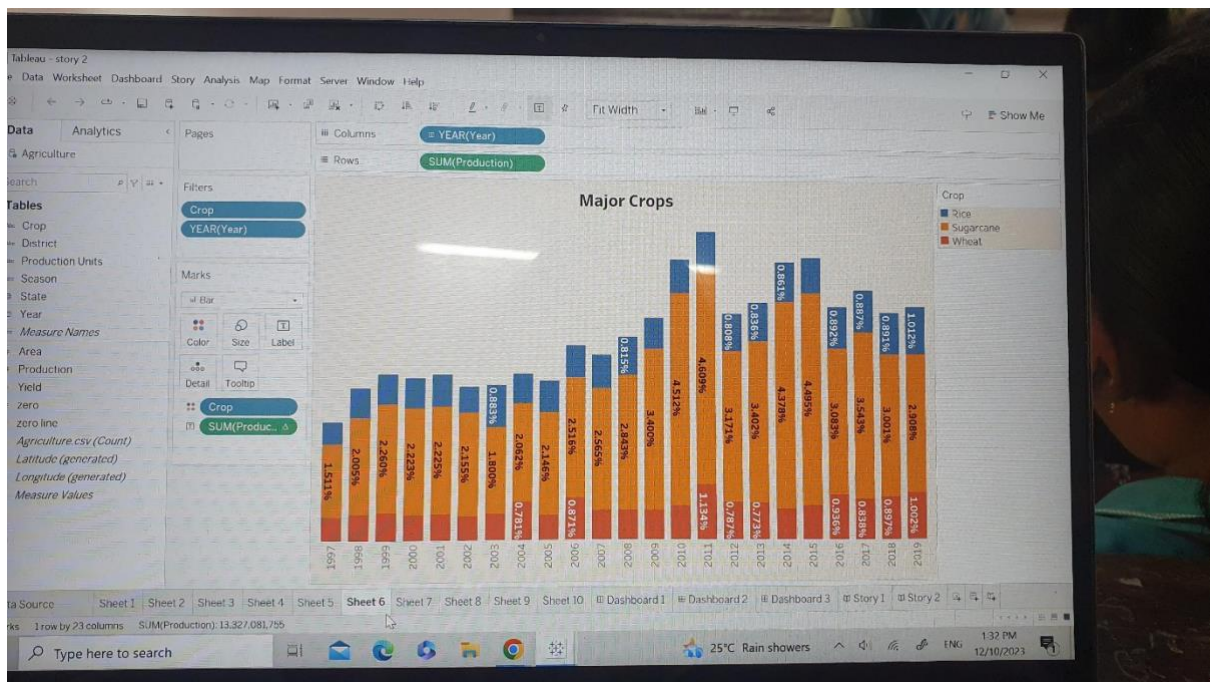 Tableau - story 2
e Data Worksheet Dashboard Story Analysis Map Format Server Window Help
Fit Width
Show Me
Data Analytics
Agriculture
earch
Tables
Crop
District
Production Units
Season
State
Year
Measure Names
Area
Production
Yield
zero
zero line
Agriculture.csv (Count)
Latitude (generated)
Longitude (generated)
Measure Values
Pages
Filters
Crop
YEAR(Year)
Marks
Bar
Color Size Label
Detail Tooltip
Crop
SUM(Produc..
Columns YEAR(Year)
Rows SUM(Production)
Major Crops
1.511%
2.005%
2.260%
2.223%
2.225%
2.155%
0.883%
1.800%
2.062%
0.781%
2.146%
2.516%
0.871%
2.565%
0.815%
2.843%
3.400%
4.512%
4.609%
1.134%
0.808%
3.171%
0.787%
0.836%
3.402%
0.773%
0.861%
4.378%
4.495%
0.892%
3.083%
0.936%
0.887%
3.543%
0.838%
0.891%
3.001%
0.897%
1.012%
2.908%
1.002%
1997 1998 1999 2000 2001 2002 2003 2004 2005 2006 2007 2008 2009 2010 2011 2012 2013 2014 2015 2016 2017 2018 2019
Crop
Rice
Sugarcane
Wheat
ta Source Sheet 1 Sheet 2 Sheet 3 Sheet 4 Sheet 5 Sheet 6 Sheet 7 Sheet 8 Sheet 9 Sheet 10 Dashboard 1 Dashboard 2 Dashboard 3 Story 1 Story 2
rks 1 row by 23 columns SUM(Production): 13,327,081,755
Type here to search
25°C Rain showers
ENG
1:32 PM
12/10/2023
1